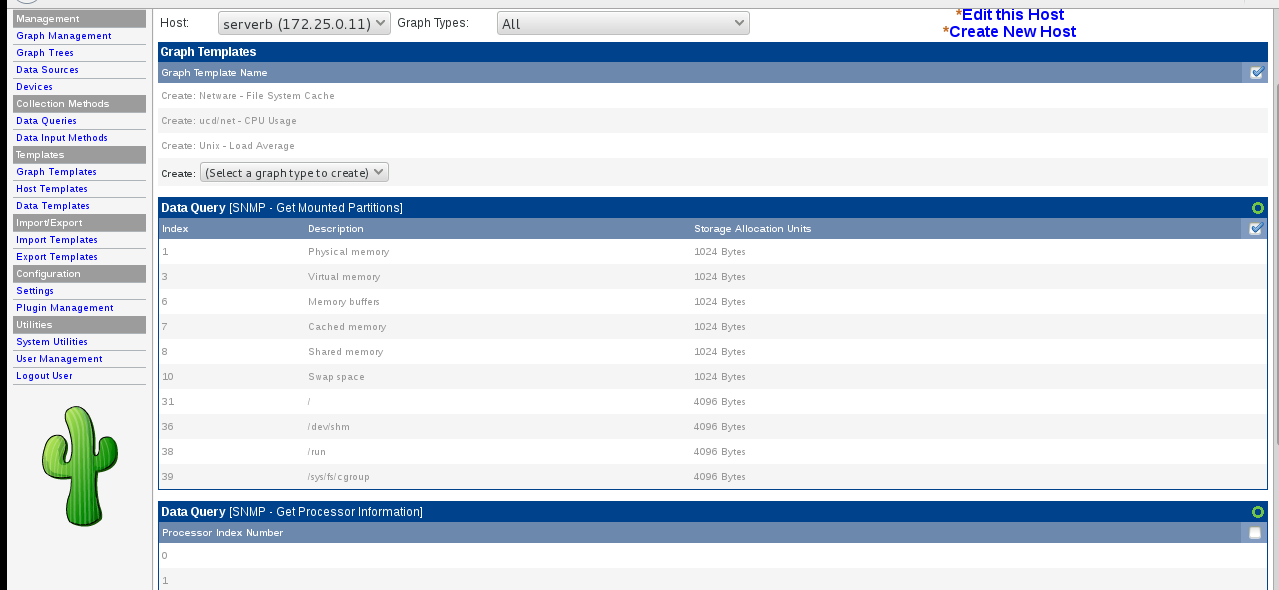 Management
Graph Management
Graph Trees
Data Sources
Devices
Collection Methods
Data Queries
Data Input Methods
Templates
Graph Templates
Host Templates
Data Templates
Import/Export
Import Templates
Export Templates
Configuration
Settings
Plugin Management
Utilities
System Utilities
User Management
Logout User
Host: serverb (172.25.0.11) Graph Types: All
*Edit this Host
*Create New Host
Graph Templates
Graph Template Name
Create: Netware - File System Cache
Create: ucd/net - CPU Usage
Create: Unix - Load Average
Create: (Select a graph type to create)
Data Query [SNMP - Get Mounted Partitions]
Index Description Storage Allocation Units
1 Physical memory 1024 Bytes
3 Virtual memory 1024 Bytes
6 Memory buffers 1024 Bytes
7 Cached memory 1024 Bytes
8 Shared memory 1024 Bytes
10 Swap space 1024 Bytes
31 / 4096 Bytes
36 /dev/shm 4096 Bytes
38 /run 4096 Bytes
39 /sys/fs/cgroup 4096 Bytes
Data Query [SNMP - Get Processor Information]
Processor Index Number
0
1